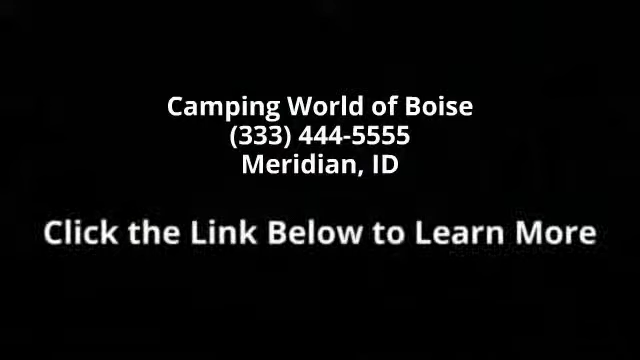 Camping World of Boise
(333) 444-5555
Meridian, ID
Click the Link Below to Learn More